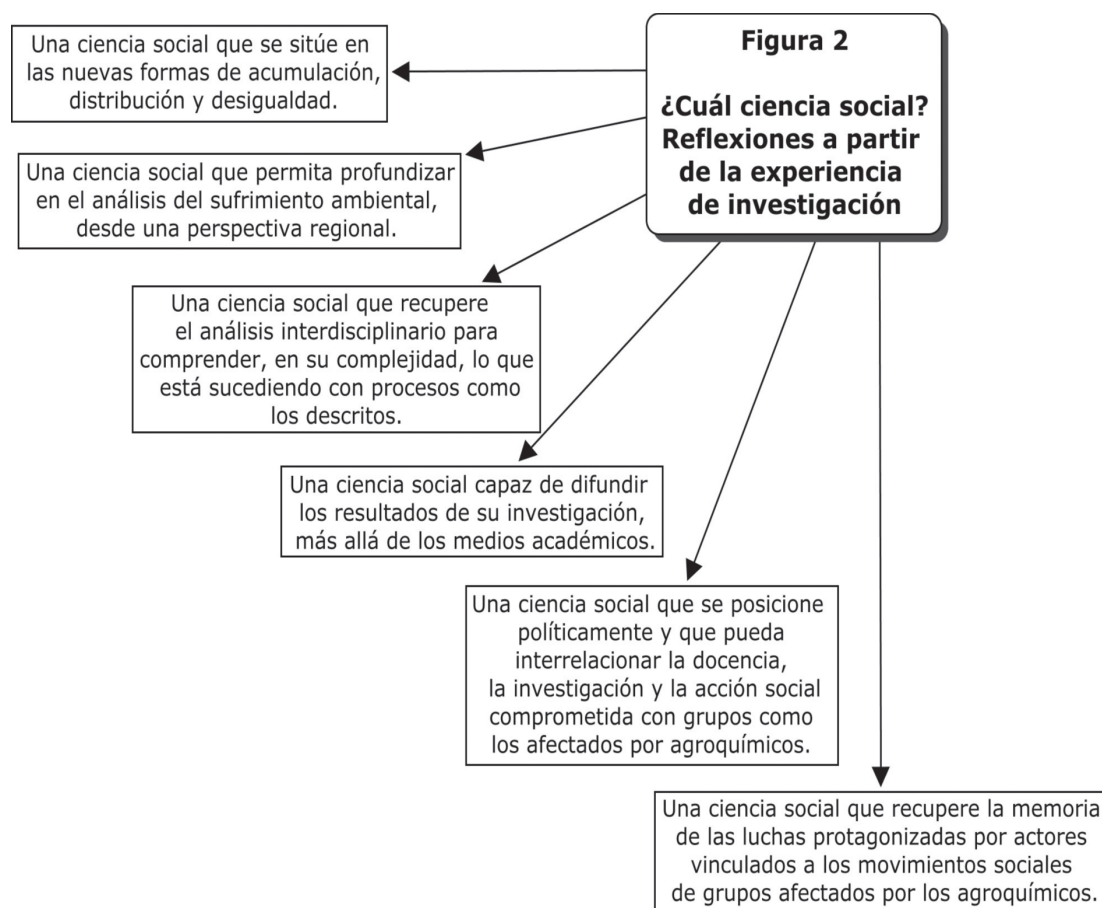 Figura 2
¿Cuál ciencia social?
Reflexiones a partir
de la experiencia
de investigación
Una ciencia social que se sitúe en
las nuevas formas de acumulación,
distribución y desigualdad.
Una ciencia social que permita profundizar
en el análisis del sufrimiento ambiental,
desde una perspectiva regional.
Una ciencia social que recupere
el análisis interdisciplinario para
comprender, en su complejidad, lo que
está sucediendo con procesos como
los descritos.
Una ciencia social capaz de difundir
los resultados de su investigación,
más allá de los medios académicos.
Una ciencia social que se posicione
políticamente y que pueda
interrelacionar la docencia,
la investigación y la acción social
comprometida con grupos como
los afectados por agroquímicos.
Una ciencia social que recupere la memoria
de las luchas protagonizadas por actores
vinculados a los movimientos sociales
de grupos afectados por los agroquímicos.